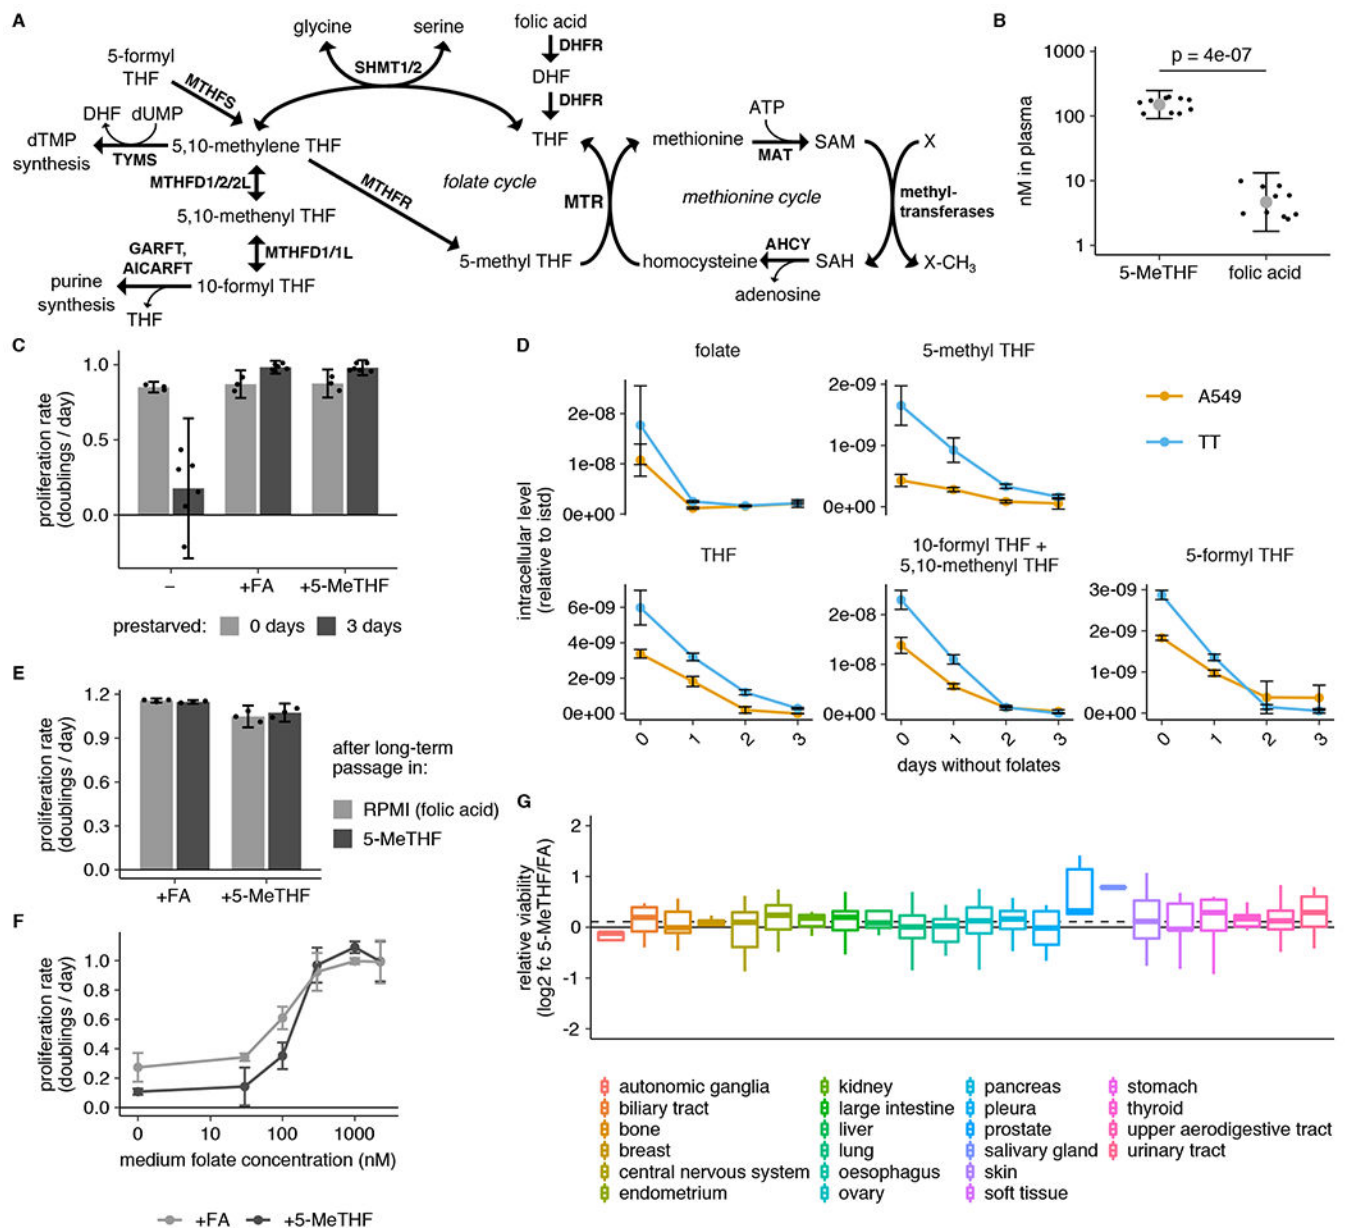 A
glycine
serine
folic acid
5-formyl
THF
MTHFS
SHMT1/2
DHFR
DHF
DHFR
DHF
dUMP
dTMP
synthesis
TYMS
5,10-methylene THF
THF
methionine
ATP
MAT
SAM
X
MTHFD1/2/2L
MTHFR
folate cycle
MTR
methionine cycle
methyl-
transferases
5,10-methenyl THF
GARFT,
AICARFT
MTHFD1/1L
5-methyl THF
homocysteine
AHCY
SAH
X-CH3
purine
synthesis
10-formyl THF
THF
adenosine
B
p = 4e-07
nM in plasma
1000
100
10
1
5-MeTHF
folic acid
C
proliferation rate
(doublings / day)
1.0
0.5
0.0
–
+FA
+5-MeTHF
prestarved:
0 days
3 days
D
folate
5-methyl THF
A549
TT
intracellular level
(relative to istd)
2e-08
1e-08
0e+00
2e-09
1e-09
0e+00
THF
10-formyl THF +
5,10-methenyl THF
5-formyl THF
6e-09
4e-09
2e-09
0e+00
2e-08
1e-08
0e+00
3e-09
2e-09
1e-09
0e+00
0
1
2
3
0
1
2
3
0
1
2
3
days without folates
E
proliferation rate
(doublings / day)
1.2
0.9
0.6
0.3
0.0
+FA
+5-MeTHF
after long-term
passage in:
RPMI (folic acid)
5-MeTHF
F
proliferation rate
(doublings / day)
1.0
0.8
0.6
0.4
0.2
0.0
0
10
100
1000
medium folate concentration (nM)
+FA
+5-MeTHF
G
relative viability
(log2 fc 5-MeTHF/FA)
2
1
0
-1
-2
autonomic ganglia
biliary tract
bone
breast
central nervous system
endometrium
kidney
large intestine
liver
lung
oesophagus
ovary
pancreas
pleura
prostate
salivary gland
skin
soft tissue
stomach
thyroid
upper aerodigestive tract
urinary tract